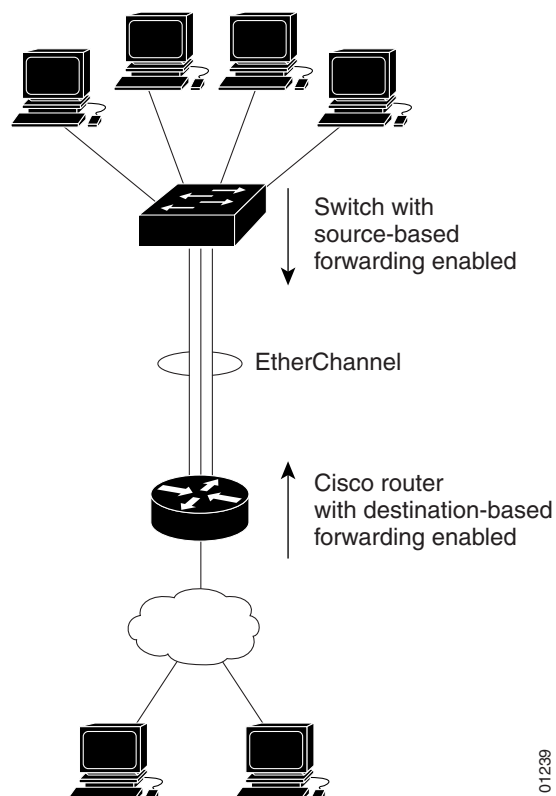 Switch with
source-based
forwarding enabled
EtherChannel
Cisco router
with destination-based
forwarding enabled
01239